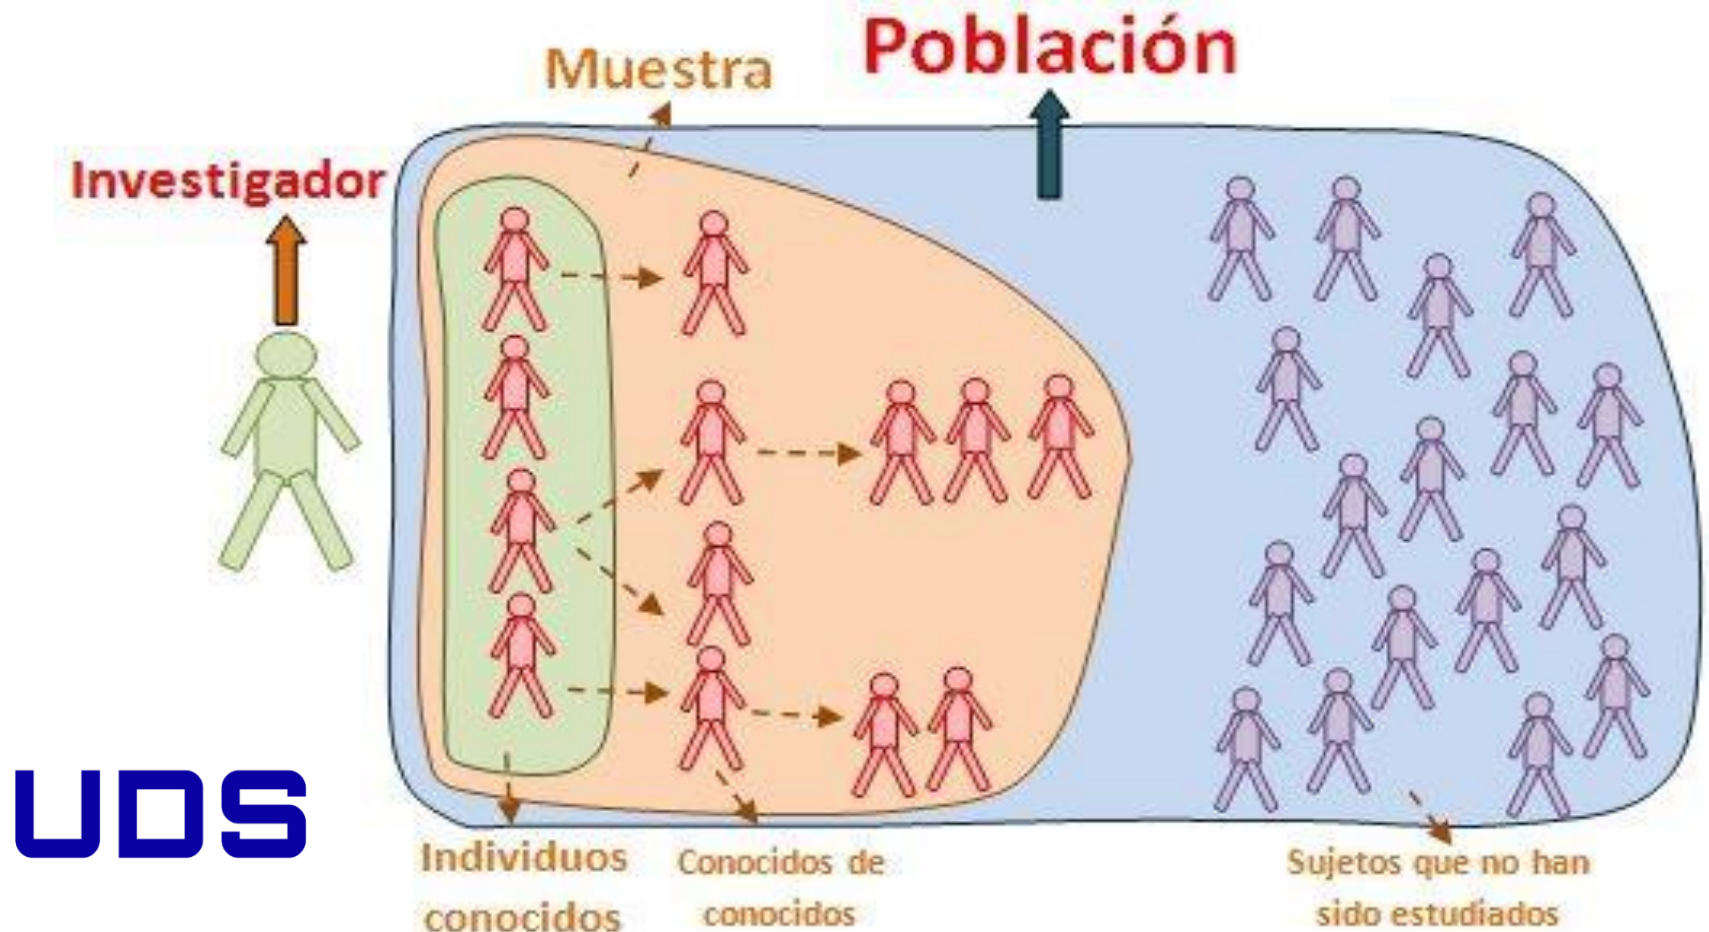 Población
Muestra
Investigador
UDS
Individuos
conocidos
Conocidos de
conocidos
Sujetos que no han
sido estudiados